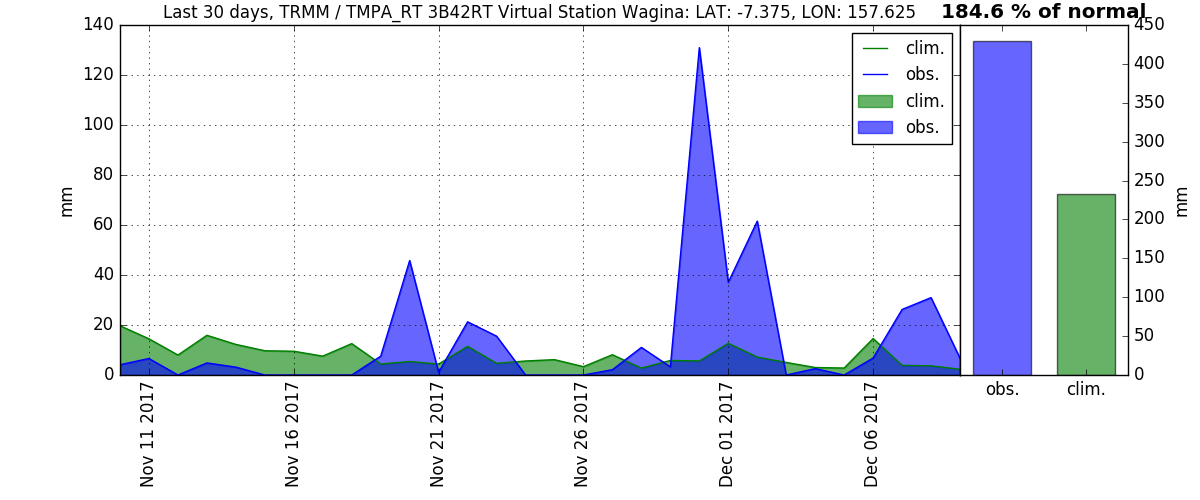 Last 30 days, TRMM / TMPA_RT 3B42RT Virtual Station Wagina: LAT: -7.375, LON: 157.625
184.6 % of normal
140
120
100
80
60
40
20
0
mm
clim.
obs.
clim.
obs.
Nov 11 2017
Nov 16 2017
Nov 21 2017
Nov 26 2017
Dec 01 2017
Dec 06 2017
450
400
350
300
250
200
150
100
50
0
mm
obs.
clim.